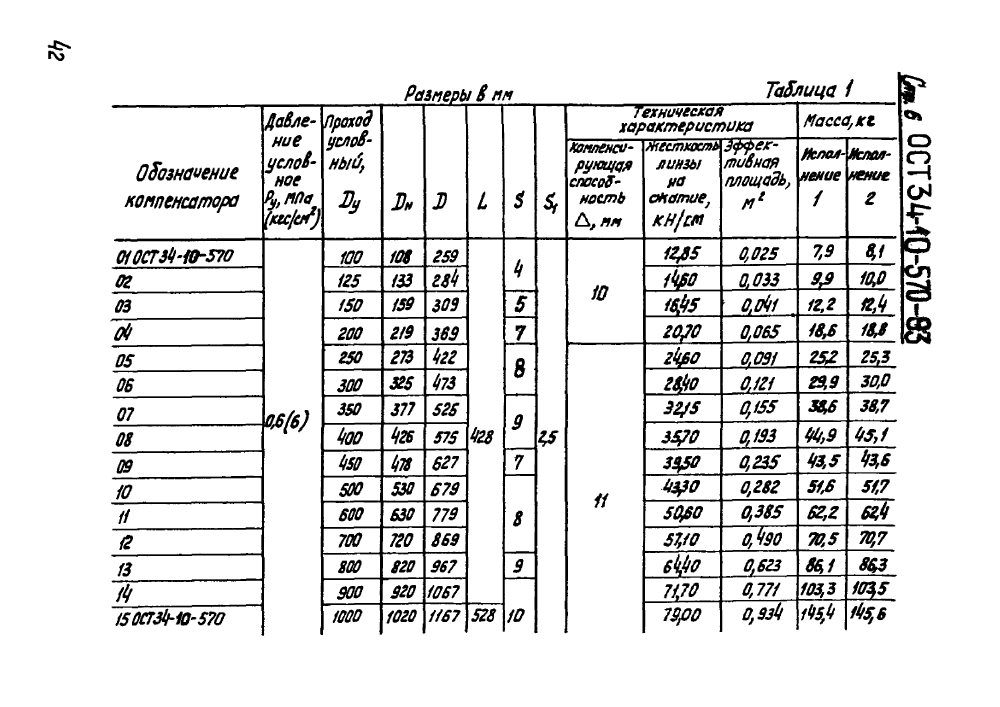 42
Стр. 6 ОСТ 34-10-570-83
Размеры в мм Таблица 1
Обозначение компенсатора
Давление условное Pу, мПа (кгс/см²)
Проход условный, Dу
Dн
D
L
S
S₁
Техническая характеристика
Компенсирующая способность △, мм
Жесткость линзы на сжатие, кН/см
Эффективная площадь, м²
Масса, кг
Исполнение 1
Исполнение 2
01 ОСТ 34-10-570 0,6(6) 100 108 259 428 4 2,5 10 12,85 0,025 7,9 8,1
02 125 133 284 14,60 0,033 9,9 10,0
03 150 159 309 5 16,45 0,041 12,2 12,4
04 200 219 369 7 20,70 0,065 18,6 18,8
05 250 273 422 8 11 24,60 0,091 25,2 25,3
06 300 325 473 28,40 0,121 29,9 30,0
07 350 377 525 9 32,15 0,155 38,6 38,7
08 400 426 575 35,70 0,193 44,9 45,1
09 450 478 627 7 39,50 0,235 43,5 43,6
10 500 530 679 8 43,30 0,282 51,6 51,7
11 600 630 779 50,60 0,385 62,2 62,4
12 700 720 869 57,10 0,490 70,5 70,7
13 800 820 967 9 64,40 0,623 86,1 86,3
14 900 920 1067 10 71,70 0,771 103,3 103,5
15 ОСТ 34-10-570 1000 1020 1167 528 79,00 0,934 145,4 145,6